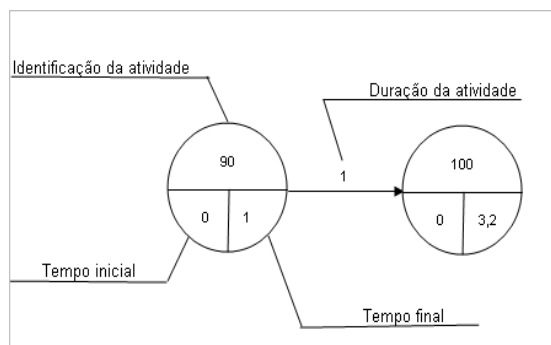 Identificação da atividade
Duração da atividade
90
1
100
0
1
0
3,2
Tempo inicial
Tempo final